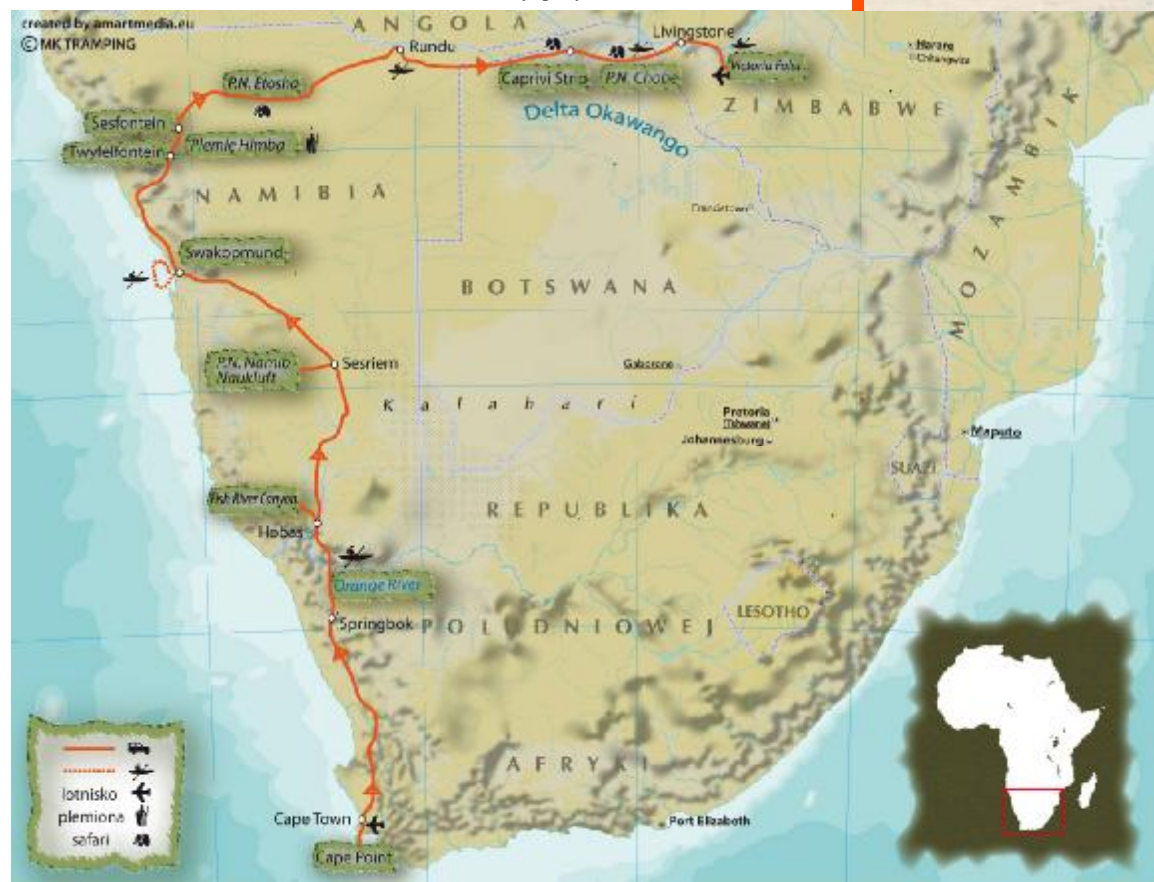 created by amartmedia.eu
© MK TRAMPING
ANGOLA
Rundu
Livingstone
Harare
Chitungwiza
P.N. Etosha
Caprivi Strip
P.N. Chobe
Victoria Falls
ZIMBABWE
Delta Okawango
Sesfontein
Plemię Himba
Twyfelfontein
NAMIBIA
MOZAMBIK
Francistown
Swakopmund
BOTSWANA
P.N. Namib
Naukluft
Sesriem
Gaborone
Kalahari
Pretoria
(Tshwane)
Johannesburg
Maputo
SUAZI
Fish River Canyon
REPUBLIKA
Hobas
Orange River
Springbok
POŁUDNIOWEJ
LESOTHO
AFRYKI
lotnisko
plemiona
safari
Cape Town
Port Elizabeth
Cape Point